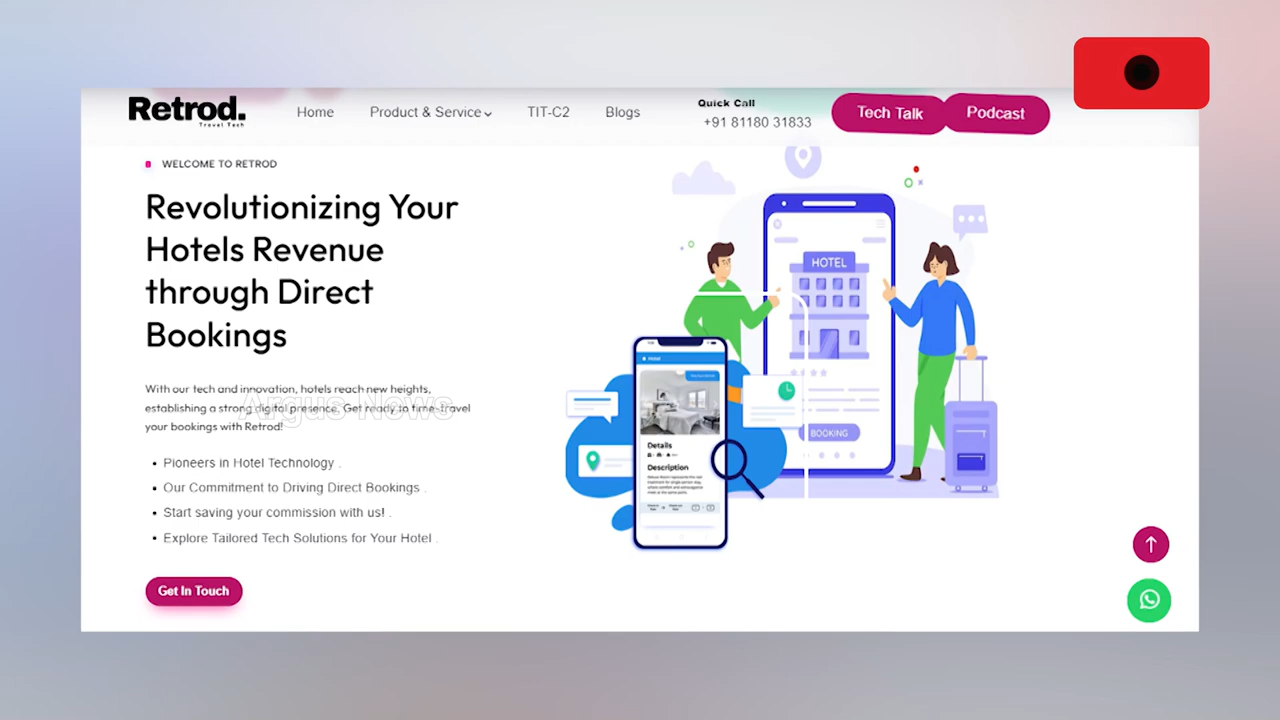 Retrod.
Travel Tech
Home
Product & Service
TIT-C2
Blogs
Quick Call
+91 81180 31833
Tech Talk
Podcast
WELCOME TO RETROD
Revolutionizing Your
Hotels Revenue
through Direct
Bookings
With our tech and innovation, hotels reach new heights,
establishing a strong digital presence. Get ready to time-travel
your bookings with Retrod!
Argus News
Pioneers in Hotel Technology .
Our Commitment to Driving Direct Bookings .
Start saving your commission with us! .
Explore Tailored Tech Solutions for Your Hotel .
Get In Touch
HOTEL
BOOKING
Details
Description